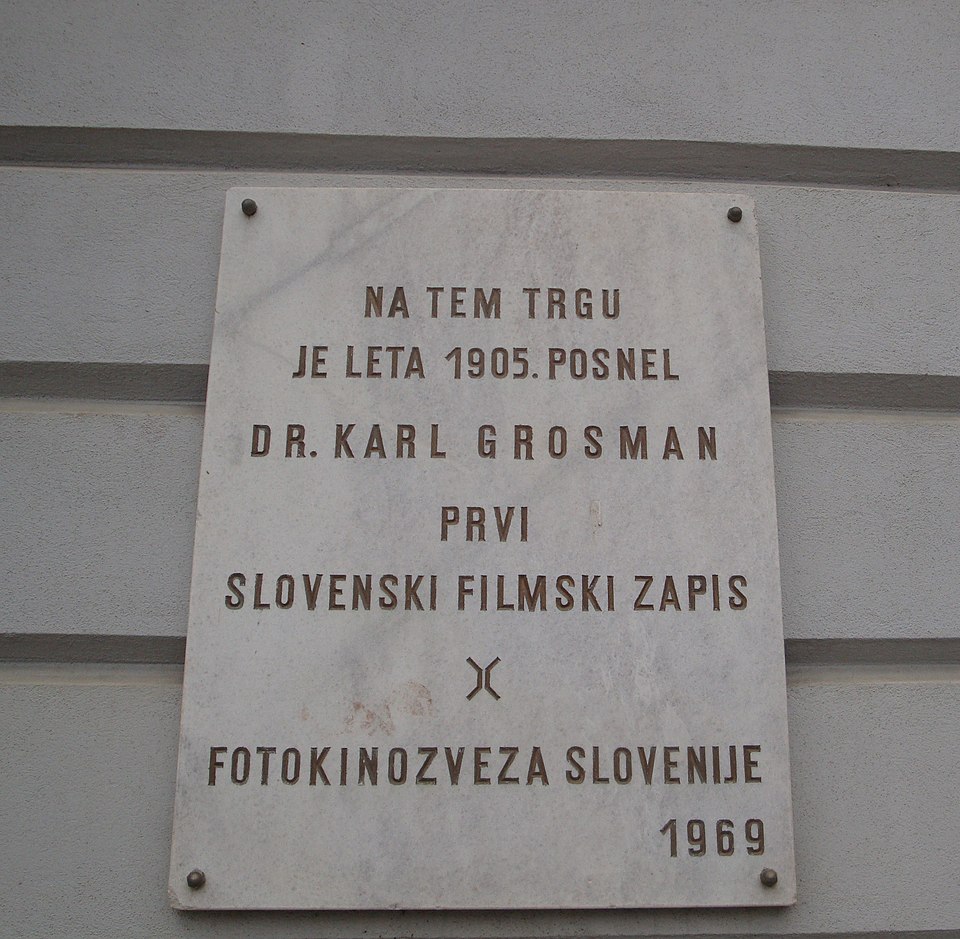 NA TEM TRGU
JE LETA 1905. POSNEL
DR. KARL GROSMAN
PRVI
SLOVENSKI FILMSKI ZAPIS
FOTOKINOZVEZA SLOVENIJE
1969